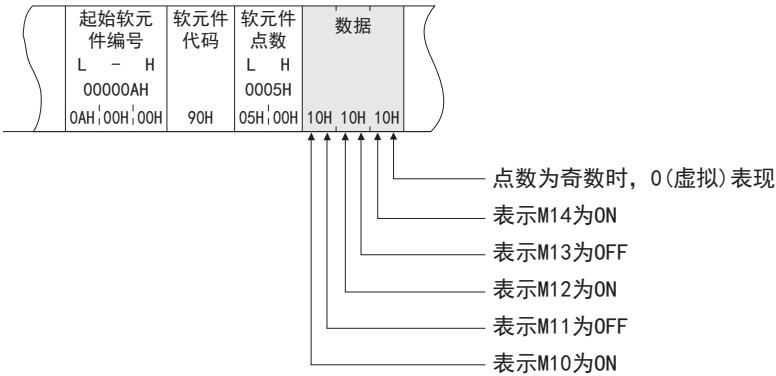 起始软元件编号
L - H
00000AH
0AH 00H 00H
软元件代码
90H
软元件点数
L H
0005H
05H 00H
数据
10H 10H 10H
点数为奇数时，0(虚拟)表现
表示M14为ON
表示M13为OFF
表示M12为ON
表示M11为OFF
表示M10为ON